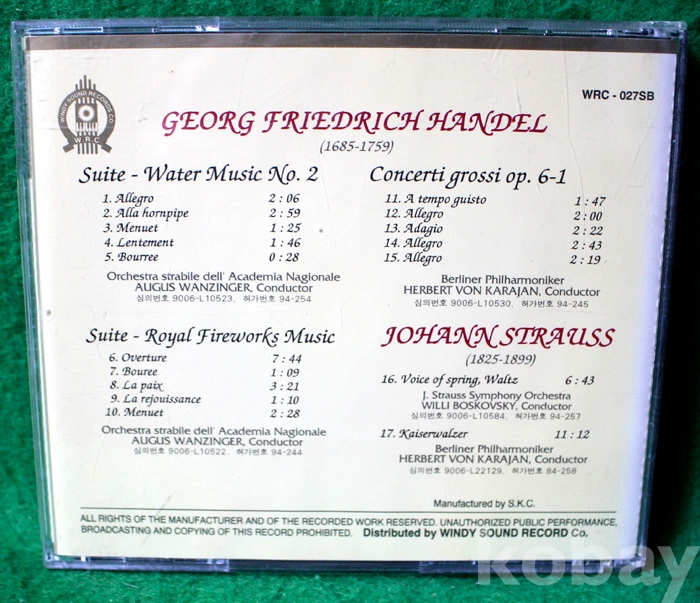 WINDY SOUND RECORDS CO.
W.R.C
WRC - 027SB
GEORG FRIEDRICH HANDEL
(1685-1759)
Suite - Water Music No. 2
1. Allegro 2 : 06
2. Alla hornpipe 2 : 59
3. Menuet 1 : 25
4. Lentement 1 : 46
5. Bourree 0 : 28
Orchestra strabile dell' Academia Nagionale
AUGUS WANZINGER, Conductor
심의번호 9006-L10523, 허가번호 94-254
Suite - Royal Fireworks Music
6. Overture 7 : 44
7. Bouree 1 : 09
8. La paix 3 : 21
9. La rejouissance 1 : 10
10. Menuet 2 : 28
Orchestra strabile dell' Academia Nagionale
AUGUS WANZINGER, Conductor
심의번호 9006-L10522, 허가번호 94-244
Concerti grossi op. 6-1
11. A tempo guisto 1 : 47
12. Allegro 2 : 00
13. Adagio 2 : 22
14. Allegro 2 : 43
15. Allegro 2 : 19
Berliner Philharmoniker
HERBERT VON KARAJAN, Conductor
심의번호 9006-L10530, 허가번호 94-245
JOHANN STRAUSS
(1825-1899)
16. Voice of spring, Waltz 6 : 43
J. Strauss Symphony Orchestra
WILLI BOSKOVSKY, Conductor
심의번호 9006-L10584, 허가번호 94-257
17. Kaiserwalzer 11 : 12
Berliner Philharmoniker
HERBERT VON KARAJAN, Conductor
심의번호 9006-L22129, 허가번호 84-258
Manufactured by S.K.C.
ALL RIGHTS OF THE MANUFACTURER AND OF THE RECORDED WORK RESERVED. UNAUTHORIZED PUBLIC PERFORMANCE,
BROADCASTING AND COPYING OF THIS RECORD PROHIBITED. Distributed by WINDY SOUND RECORD Co.
kobay